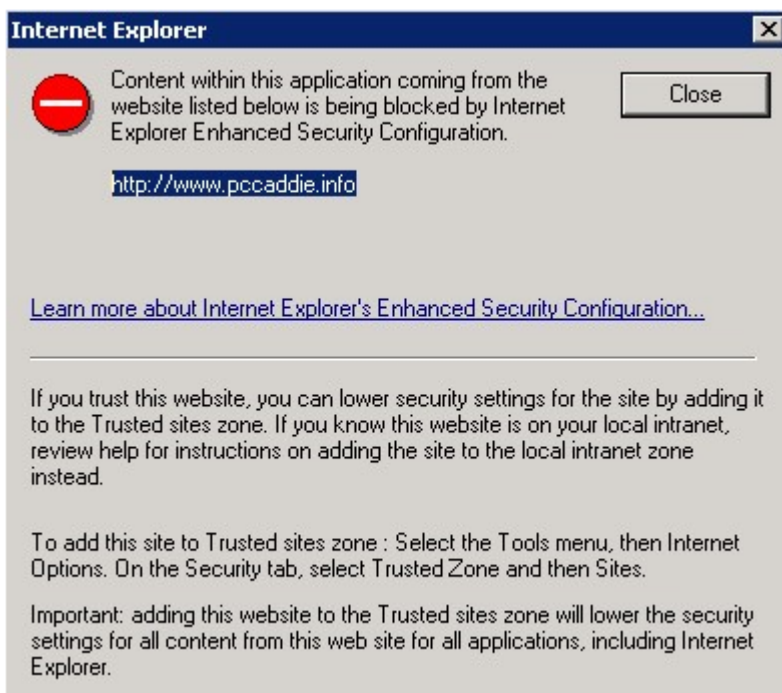 Internet Explorer
Content within this application coming from the
website listed below is being blocked by Internet
Explorer Enhanced Security Configuration.
Close
http://www.pccaddie.info
Learn more about Internet Explorer's Enhanced Security Configuration...
If you trust this website, you can lower security settings for the site by adding it
to the Trusted sites zone. If you know this website is on your local intranet,
review help for instructions on adding the site to the local intranet zone
instead.
To add this site to Trusted sites zone : Select the Tools menu, then Internet
Options. On the Security tab, select Trusted Zone and then Sites.
Important: adding this website to the Trusted sites zone will lower the security
settings for all content from this web site for all applications, including Internet
Explorer.